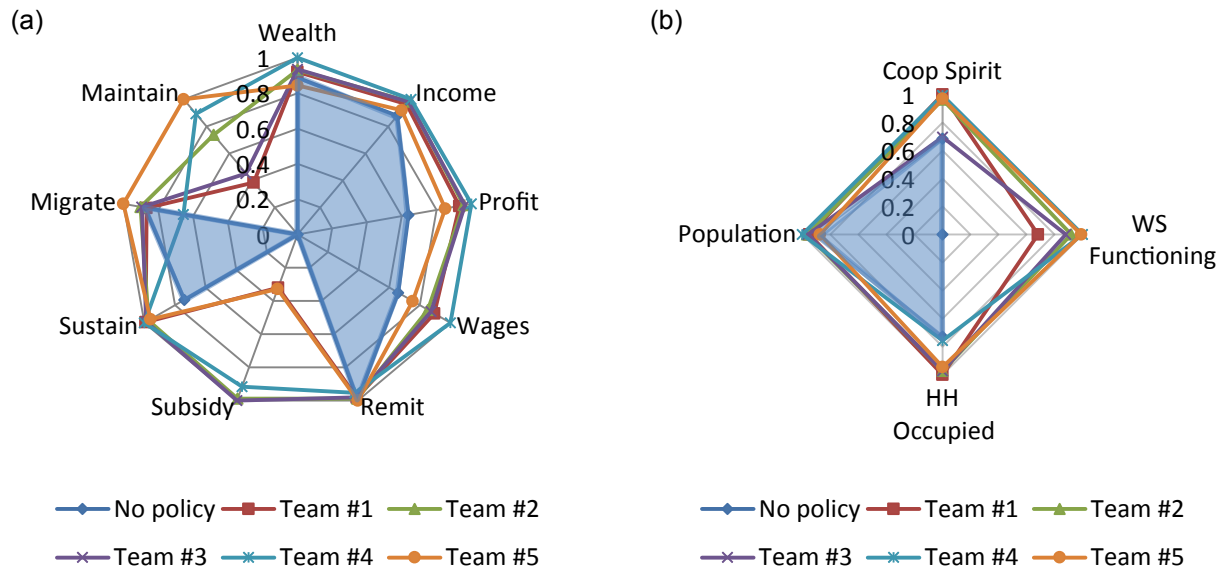 (a)
Wealth
1
0.8
0.6
0.4
0.2
0
Income
Profit
Wages
Remit
Subsidy
Sustain
Migrate
Maintain
No policy
Team #1
Team #2
Team #3
Team #4
Team #5
(b)
Coop Spirit
1
0.8
0.6
0.4
0.2
0
WS
Functioning
HH
Occupied
Population
No policy
Team #1
Team #2
Team #3
Team #4
Team #5